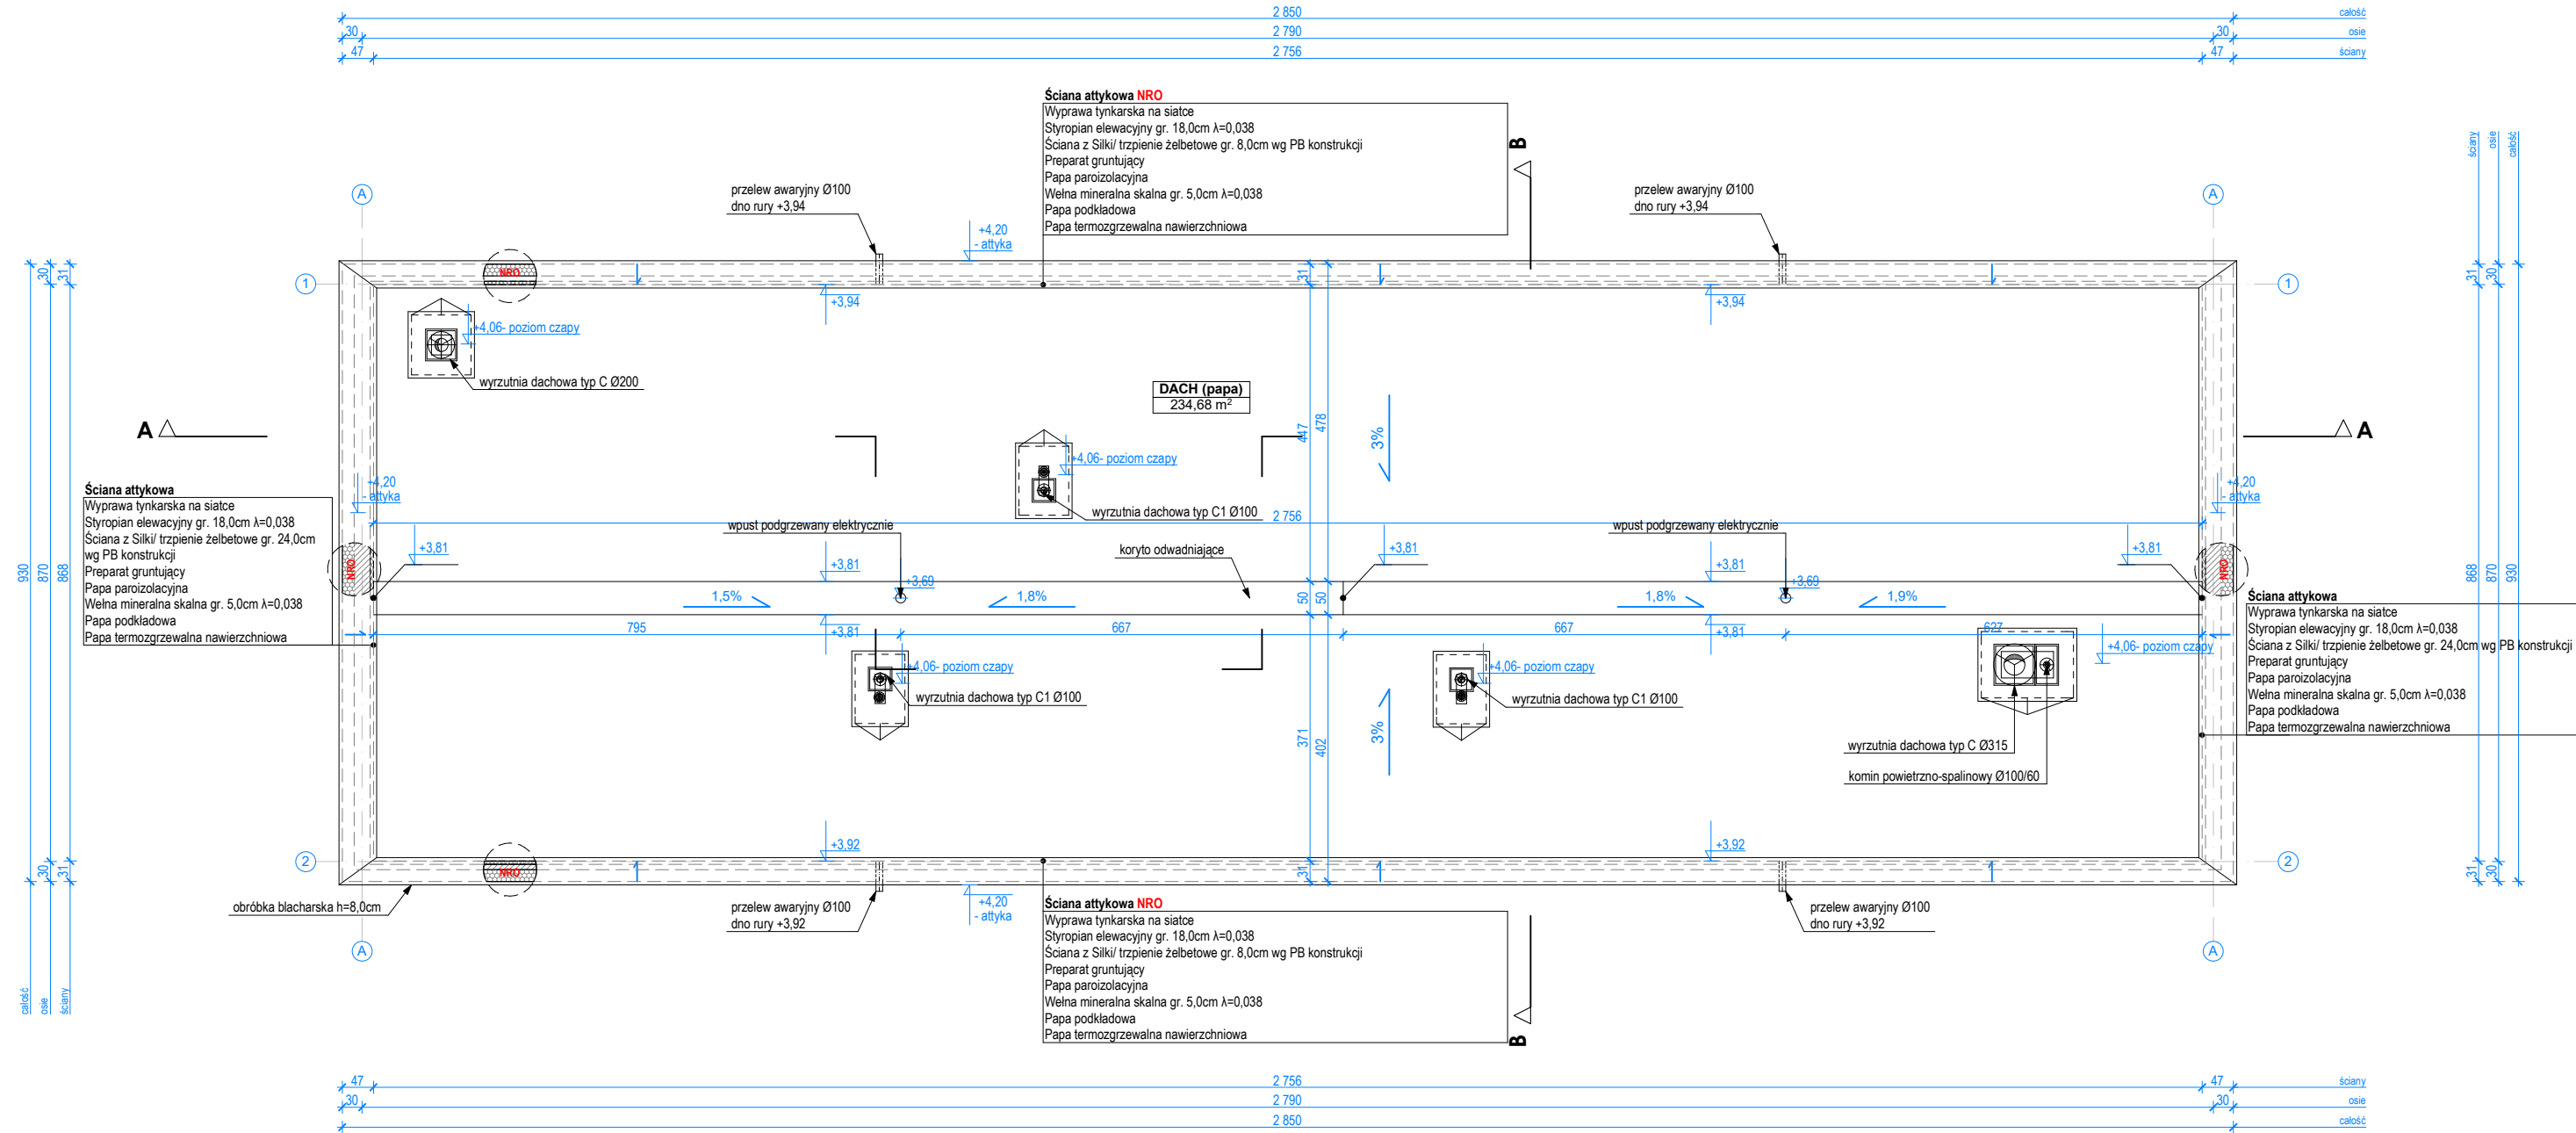 2 850
całość
30
2 790
30
osie
47
2 756
47
ściany
Ściana attykowa NRO
Wyprawa tynkarska na siatce
Styropian elewacyjny gr. 18,0cm λ=0,038
Ściana z Silki/ trzpienie żelbetowe gr. 8,0cm wg PB konstrukcji
Preparat gruntujący
Papa paroizolacyjna
Wełna mineralna skalna gr. 5,0cm λ=0,038
Papa podkładowa
Papa termozgrzewalna nawierzchniowa
B
ściany
osie
całość
A
przelew awaryjny Ø100
dno rury +3,94
przelew awaryjny Ø100
dno rury +3,94
A
+4,20
- attyka
30
31
NRO
31
31
30
1
1
+3,94
+3,94
+4,06- poziom czapy
wyrzutnia dachowa typ C Ø200
DACH (papa)
234,68 m²
447
478
3%
A
A
+4,06- poziom czapy
wyrzutnia dachowa typ C1 Ø100
Ściana attykowa
Wyprawa tynkarska na siatce
Styropian elewacyjny gr. 18,0cm λ=0,038
Ściana z Silki/ trzpienie żelbetowe gr. 24,0cm
wg PB konstrukcji
Preparat gruntujący
Papa paroizolacyjna
Wełna mineralna skalna gr. 5,0cm λ=0,038
Papa podkładowa
Papa termozgrzewalna nawierzchniowa
+4,20
- attyka
+4,20
- attyka
2 756
wpust podgrzewany elektrycznie
wpust podgrzewany elektrycznie
koryto odwadniające
+3,81
+3,81
+3,81
+3,81
+3,81
930
870
868
NRO
NRO
868
870
930
+3,69
+3,69
1,5%
1,8%
50
50
1,8%
1,9%
795
+3,81
667
667
+3,81
627
Ściana attykowa
Wyprawa tynkarska na siatce
Styropian elewacyjny gr. 18,0cm λ=0,038
Ściana z Silki/ trzpienie żelbetowe gr. 24,0cm wg PB konstrukcji
Preparat gruntujący
Papa paroizolacyjna
Wełna mineralna skalna gr. 5,0cm λ=0,038
Papa podkładowa
Papa termozgrzewalna nawierzchniowa
+4,06- poziom czapy
wyrzutnia dachowa typ C1 Ø100
+4,06- poziom czapy
wyrzutnia dachowa typ C1 Ø100
+4,06- poziom czapy
371
402
3%
wyrzutnia dachowa typ C Ø315
komin powietrzno-spalinowy Ø100/60
+3,92
+3,92
2
2
30
31
NRO
31
31
30
obróbka blacharska h=8,0cm
przelew awaryjny Ø100
dno rury +3,92
+4,20
- attyka
przelew awaryjny Ø100
dno rury +3,92
A
A
Ściana attykowa NRO
Wyprawa tynkarska na siatce
Styropian elewacyjny gr. 18,0cm λ=0,038
Ściana z Silki/ trzpienie żelbetowe gr. 8,0cm wg PB konstrukcji
Preparat gruntujący
Papa paroizolacyjna
Wełna mineralna skalna gr. 5,0cm λ=0,038
Papa podkładowa
Papa termozgrzewalna nawierzchniowa
B
całość
osie
ściany
47
2 756
47
ściany
30
2 790
30
osie
2 850
całość